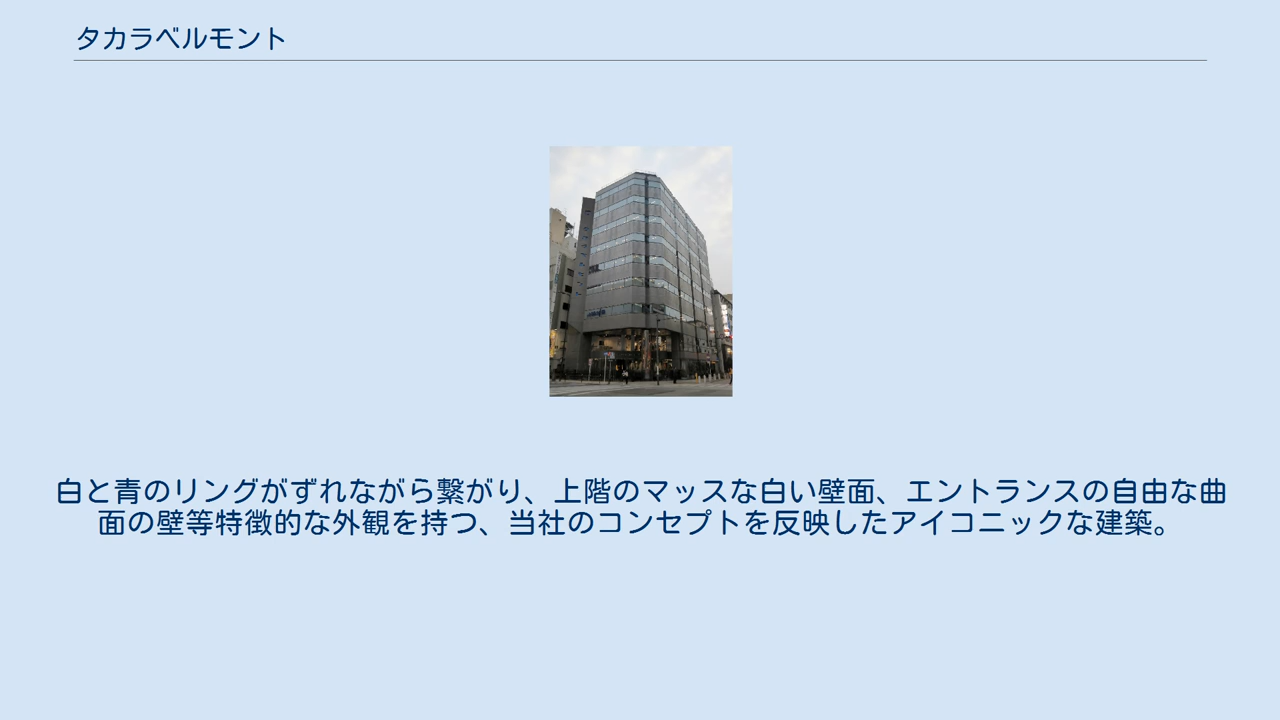 タカラベルモント
白と青のリングがずれながら繋がり、上階のマッスな白い壁面、エントランスの自由な曲
面の壁等特徴的な外観を持つ、当社のコンセプトを反映したアイコニックな建築。